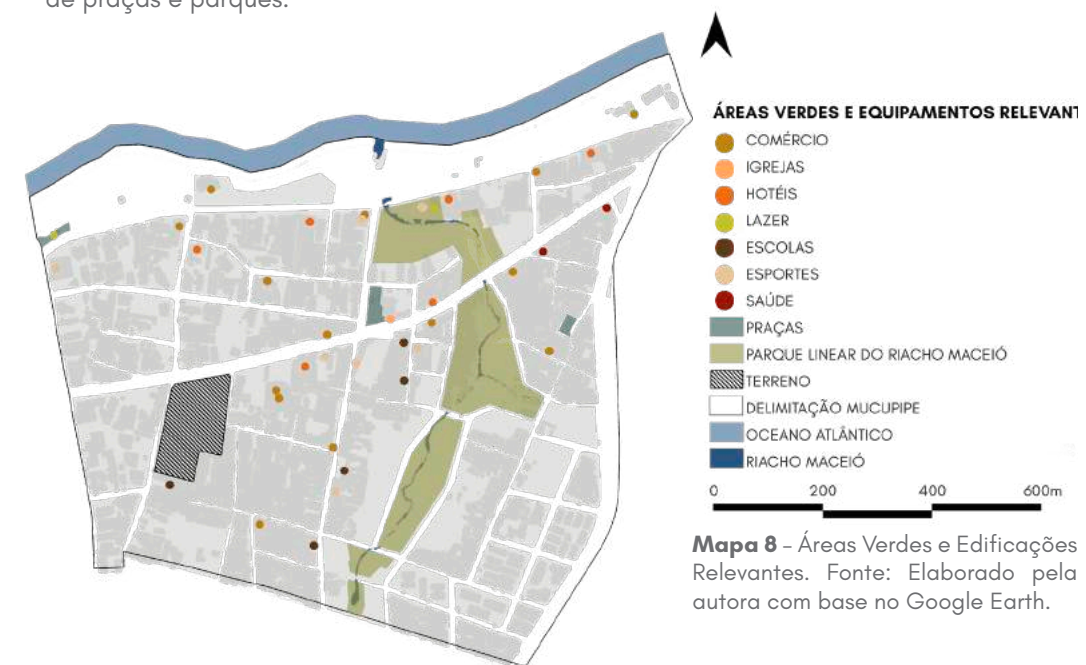 de praças e parques.
ÁREAS VERDES E EQUIPAMENTOS RELEVANT
COMÉRCIO
IGREJAS
HOTÉIS
LAZER
ESCOLAS
ESPORTES
SAÚDE
PRAÇAS
PARQUE LINEAR DO RIACHO MACEIÓ
TERRENO
DELIMITAÇÃO MUCUPIPE
OCEANO ATLÂNTICO
RIACHO MACEIÓ
0 200 400 600m
Mapa 8 - Áreas Verdes e Edificações
Relevantes. Fonte: Elaborado pela
autora com base no Google Earth.